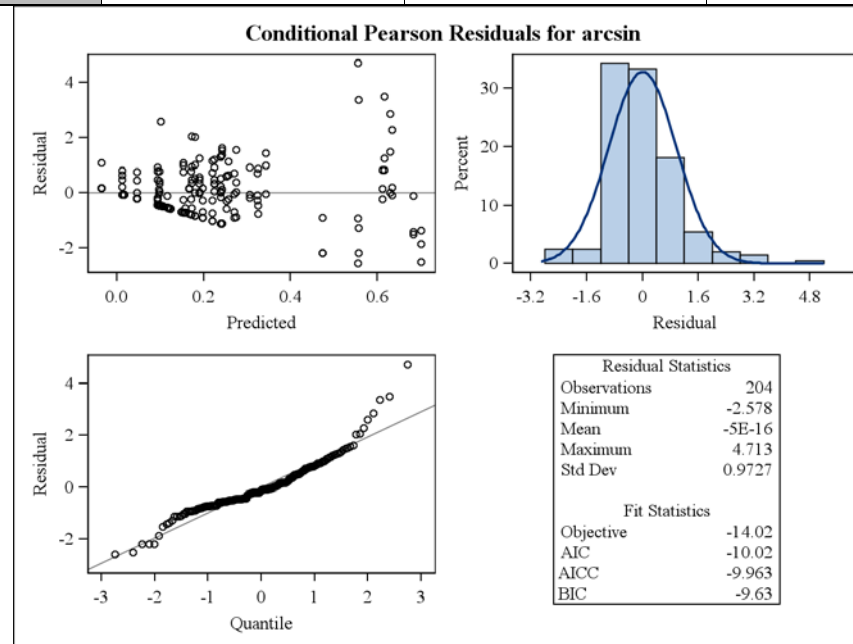 Conditional Pearson Residuals for arcsin
Residual
4
2
0
-2
0.0 0.2 0.4 0.6
Predicted
Percent
30
20
10
0
-3.2 -1.6 0 1.6 3.2 4.8
Residual
Residual
4
2
0
-2
-3 -2 -1 0 1 2 3
Quantile
Residual Statistics
Observations 204
Minimum -2.578
Mean -5E-16
Maximum 4.713
Std Dev 0.9727
Fit Statistics
Objective -14.02
AIC -10.02
AICC -9.963
BIC -9.63